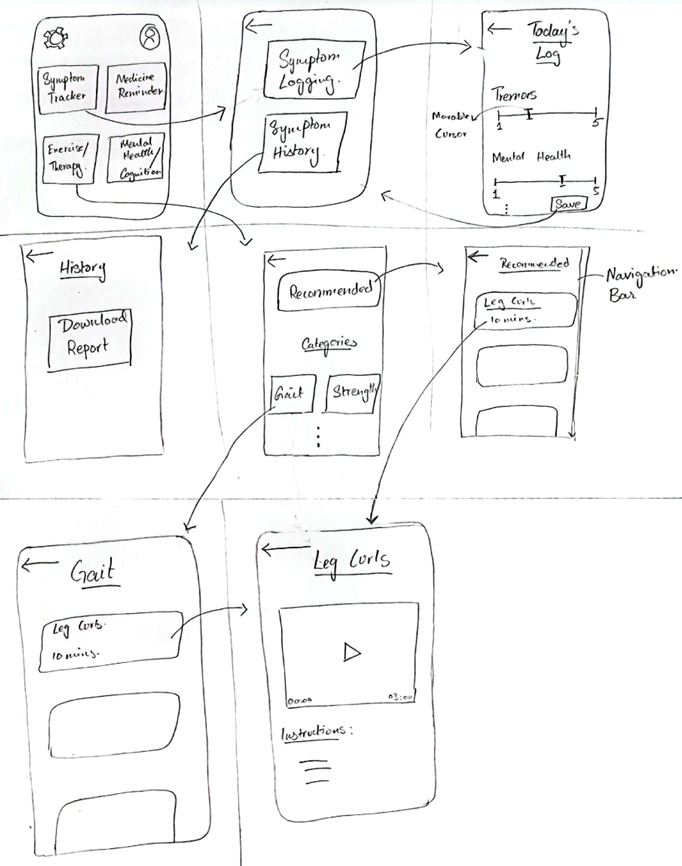 Symptom
Tracker
Medicine
Reminder
Exercise/
Therapy.
Mental
Health/
Cognition
Symptom
Logging.
Symptom
History.
Today's
Log
Tremors
Movable
Cursor
1
5
Mental Health
1
5
Save
History
Download
Report
Recommended
Categories
Gait
Strength
Recommended
Leg Curls
10 mins.
Navigation
Bar
Gait
Leg Curls.
10 mins.
Leg Curls
00:00
03:00
Instructions: